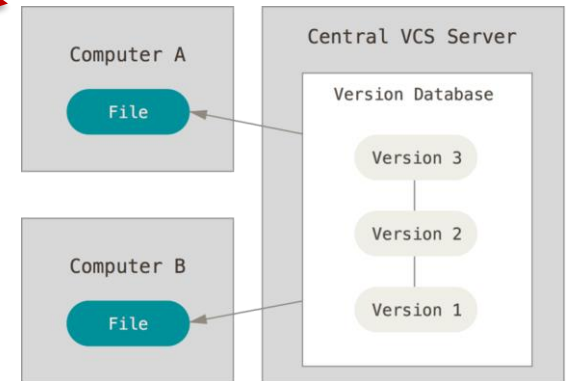 Computer A
File
Computer B
File
Central VCS Server
Version Database
Version 3
Version 2
Version 1